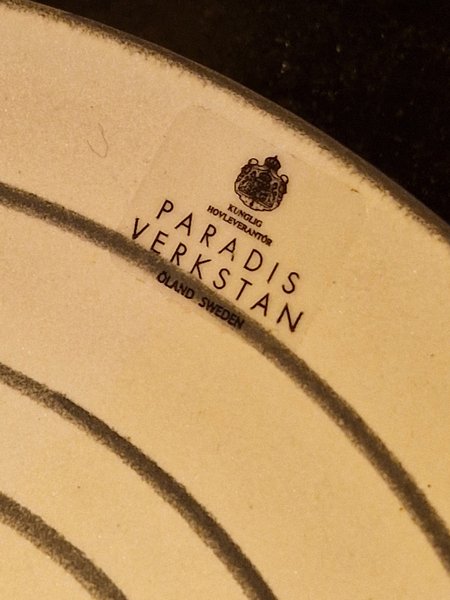 KUNGLIG
HOVLEVERANTÖR
PARADIS
VERKSTAN
ÖLAND SWEDEN